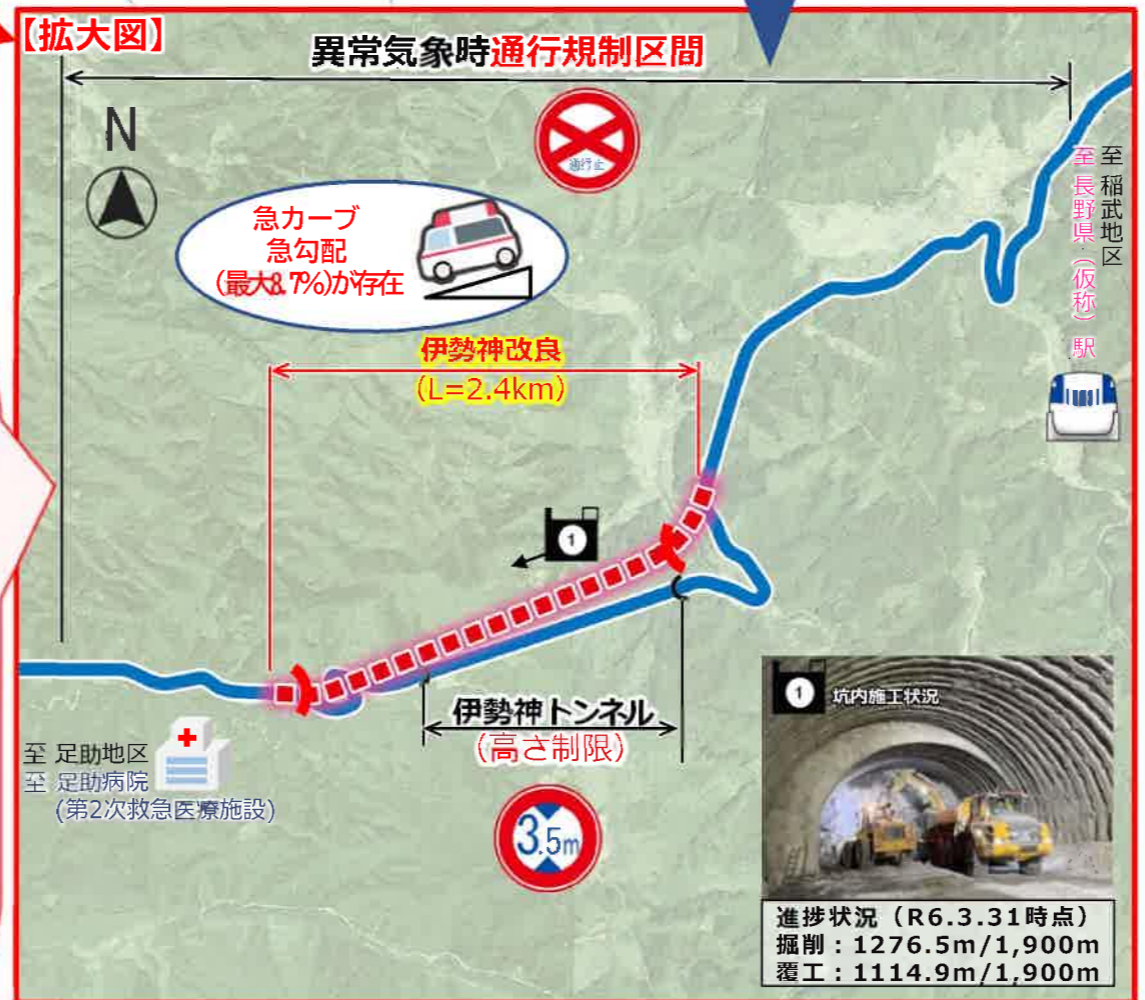 【拡大図】
異常気象時通行規制区間
N
通行止
急カーブ
急勾配
(最大8.7%)が存在
至 稲武地区
至 長野県(仮称)駅
伊勢神改良
(L=2.4km)
1
伊勢神トンネル
(高さ制限)
3.5m
至 足助地区
至 足助病院
(第2次救急医療施設)
1 坑内施工状況
進捗状況（R6.3.31時点）
掘削：1276.5m/1,900m
覆工：1114.9m/1,900m